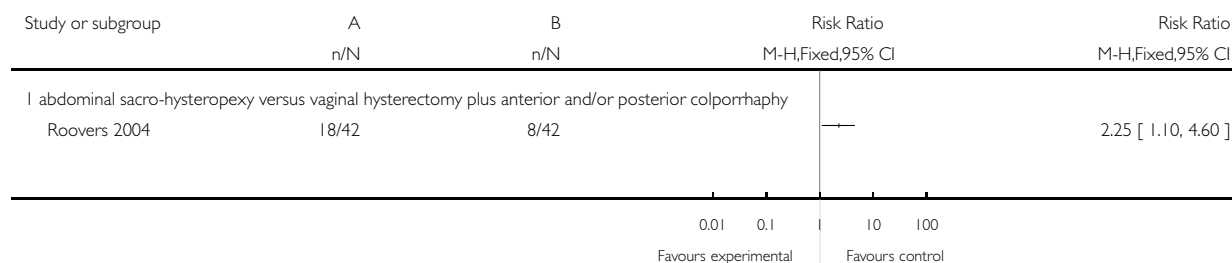 Study or subgroup A B Risk Ratio Risk Ratio
n/N n/N M-H,Fixed,95% CI M-H,Fixed,95% CI
1 abdominal sacro-hysteropexy versus vaginal hysterectomy plus anterior and/or posterior colporrhaphy
Roovers 2004 18/42 8/42 2.25 [ 1.10, 4.60 ]
0.01 0.1 1 10 100
Favours experimental Favours control